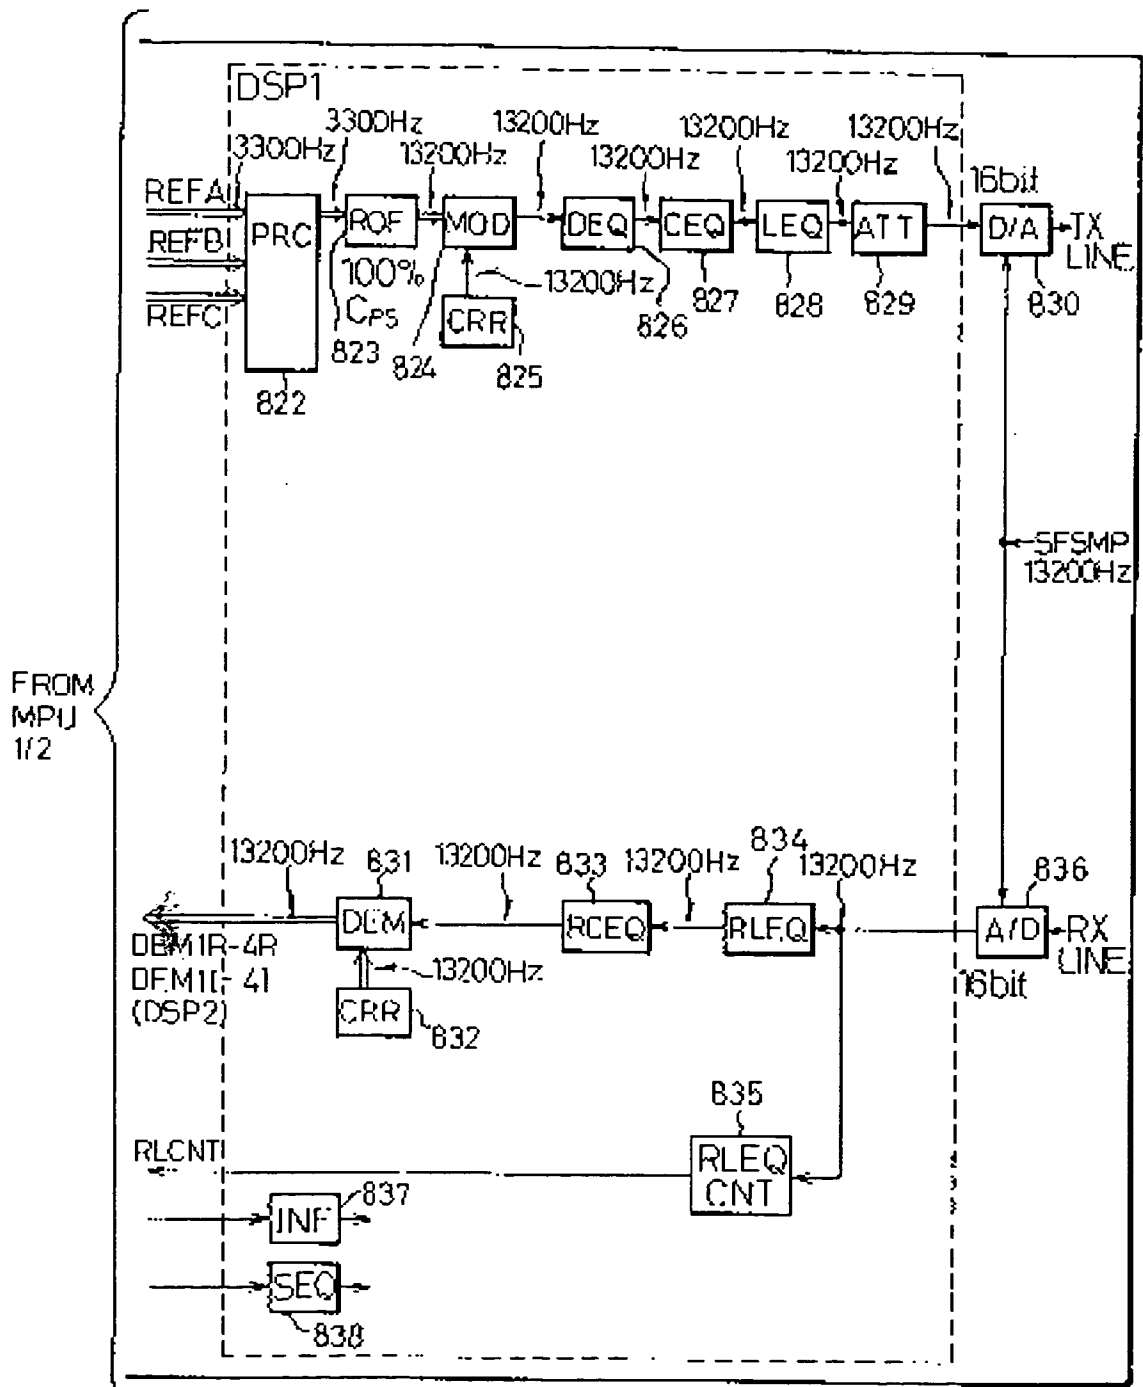 DSP1
3300Hz
3300Hz
13200Hz
13200Hz
13200Hz
13200Hz
13200Hz
13200Hz
REFA
REFB
REFC
PRC
822
ROF
100%
CPS
823
MOD
824
13200Hz
CRR
825
DEQ
826
CEQ
827
LEQ
828
ATT
829
16bit
D/A
830
TX
LINE
SFSMP
13200Hz
FROM
MPU
1/2
13200Hz
831
13200Hz
833
13200Hz
834
13200Hz
836
DEM
RCEQ
RLEQ
A/D
RX
LINE
16bit
DEM1R-4R
DEM1I-4I
(DSP2)
13200Hz
CRR
832
835
RLEQ
CNT
RLCNT
837
INF
SEQ
838